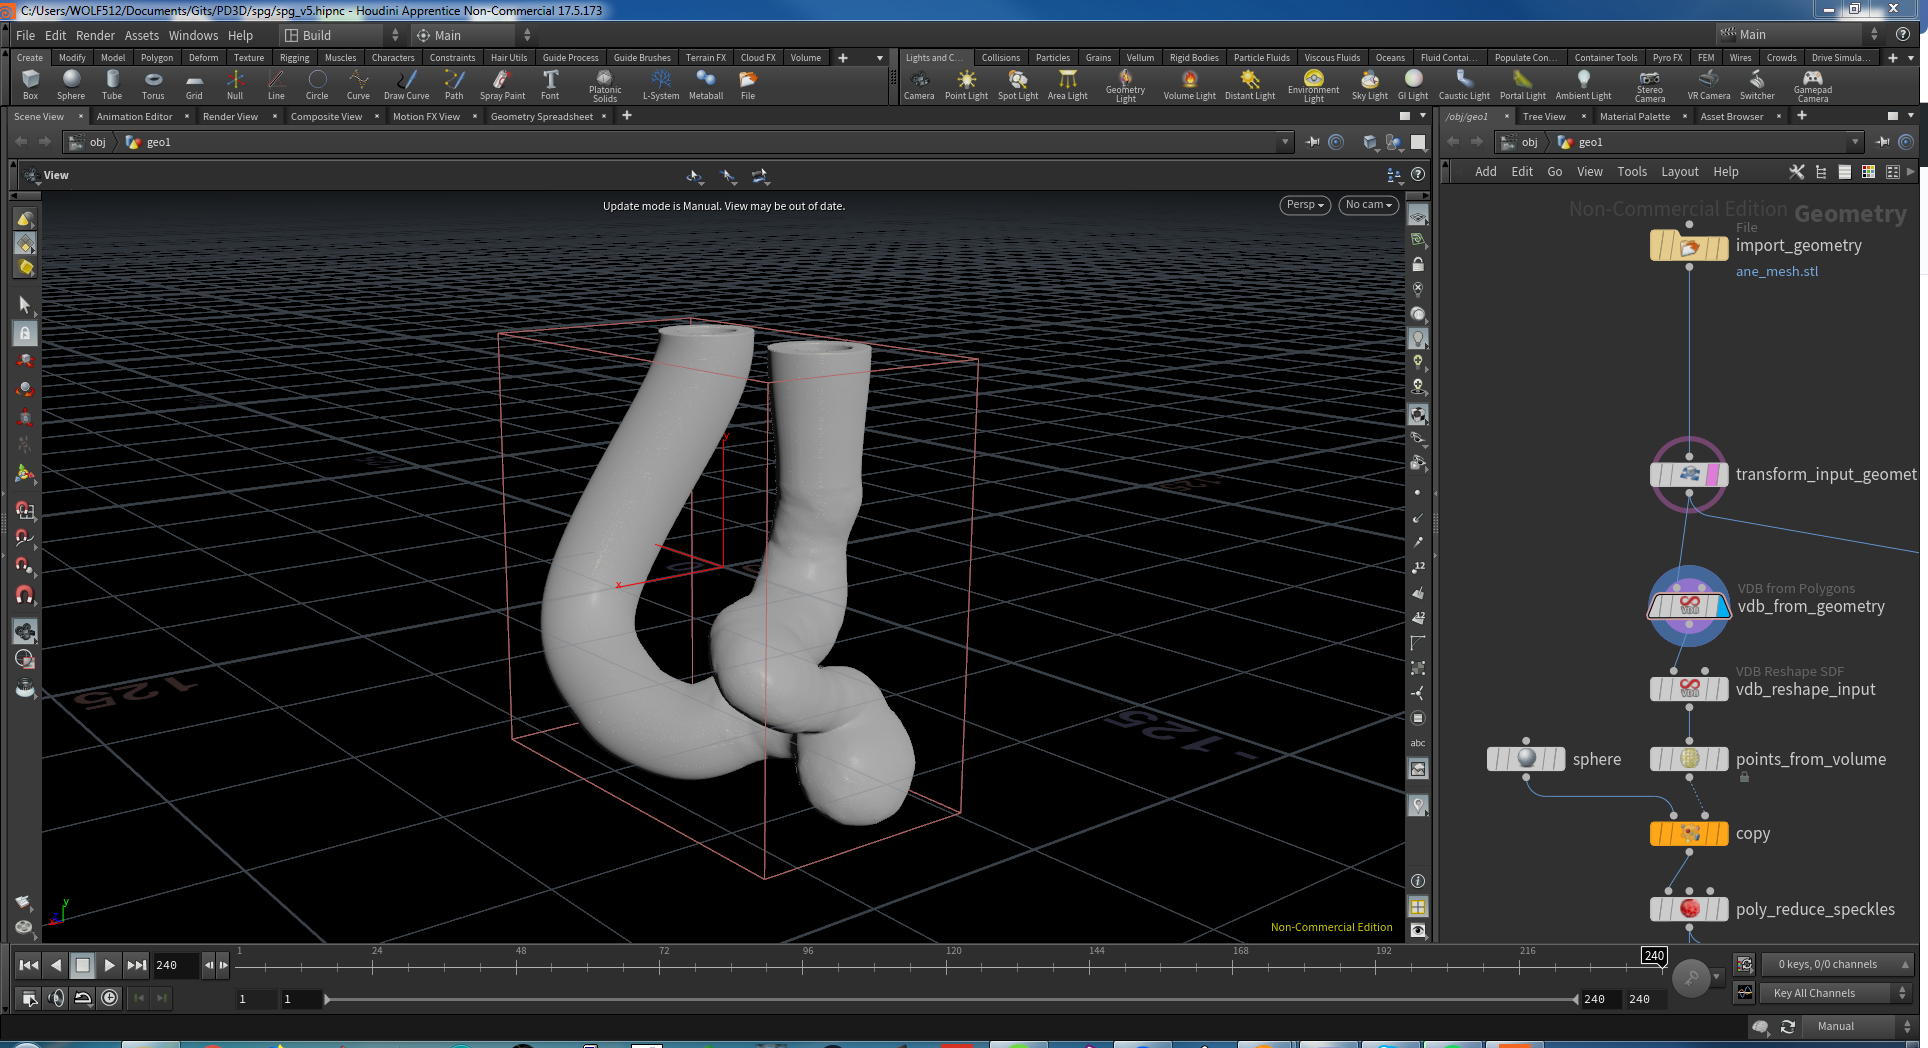 C:/Users/WOLF512/Documents/Gits/PD3D/spg/spg_v5.hipnc - Houdini Apprentice Non-Commercial 17.5.173
File Edit Render Assets Windows Help Build Main Main
Create Modify Model Polygon Deform Texture Rigging Muscles Characters Constraints Hair Utils Guide Process Guide Brushes Terrain FX Cloud FX Volume
Lights and C... Collisions Particles Grains Vellum Rigid Bodies Particle Fluids Viscous Fluids Oceans Fluid Contai... Populate Con... Container Tools Pyro FX FEM Wires Crowds Drive Simula...
Box Sphere Tube Torus Grid Null Line Circle Curve Draw Curve Path Spray Paint Font Platonic Solids L-System Metaball File
Camera Point Light Spot Light Area Light Geometry Light Volume Light Distant Light Environment Light Sky Light GI Light Caustic Light Portal Light Ambient Light Stereo Camera VR Camera Switcher Gamepad Camera
Scene View Animation Editor Render View Composite View Motion FX View Geometry Spreadsheet
/obj/geo1 Tree View Material Palette Asset Browser
obj geo1
obj geo1
View
Add Edit Go View Tools Layout Help
Update mode is Manual. View may be out of date.
Persp No cam
Non-Commercial Edition Geometry
File
import_geometry
ane_mesh.stl
transform_input_geomet
VDB from Polygons
vdb_from_geometry
VDB Reshape SDF
vdb_reshape_input
sphere
points_from_volume
copy
poly_reduce_speckles
y
x
125
-125
12
12
abc
y
Non-Commercial Edition
240
1 24 48 72 96 120 144 168 192 216 240
0 keys, 0/0 channels
1 1 240 240
Key All Channels
Manual